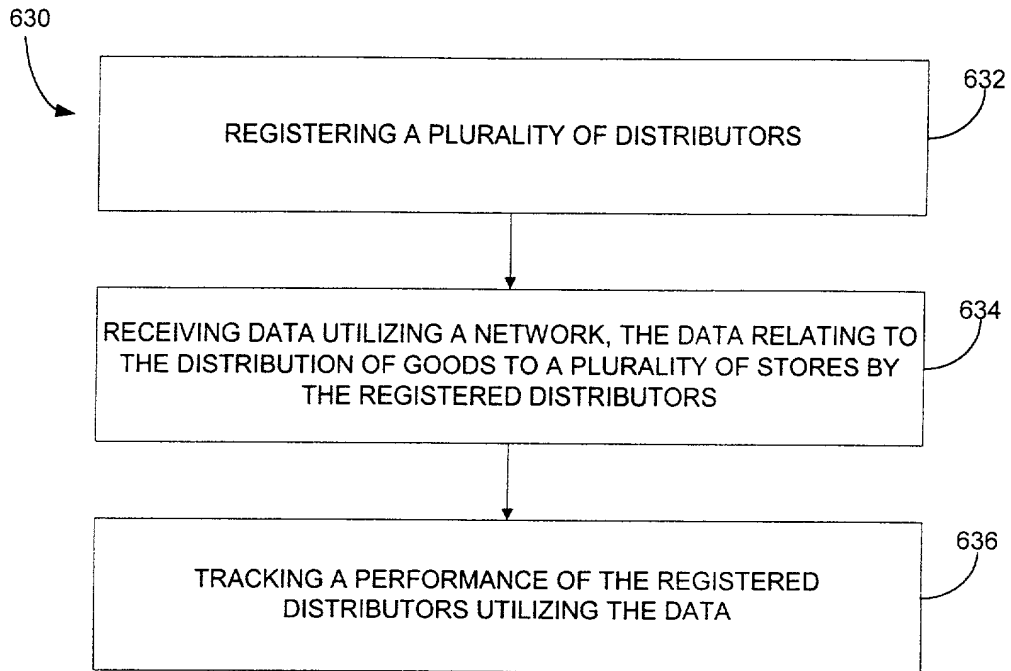 630
632
REGISTERING A PLURALITY OF DISTRIBUTORS
634
RECEIVING DATA UTILIZING A NETWORK, THE DATA RELATING TO
THE DISTRIBUTION OF GOODS TO A PLURALITY OF STORES BY
THE REGISTERED DISTRIBUTORS
636
TRACKING A PERFORMANCE OF THE REGISTERED
DISTRIBUTORS UTILIZING THE DATA